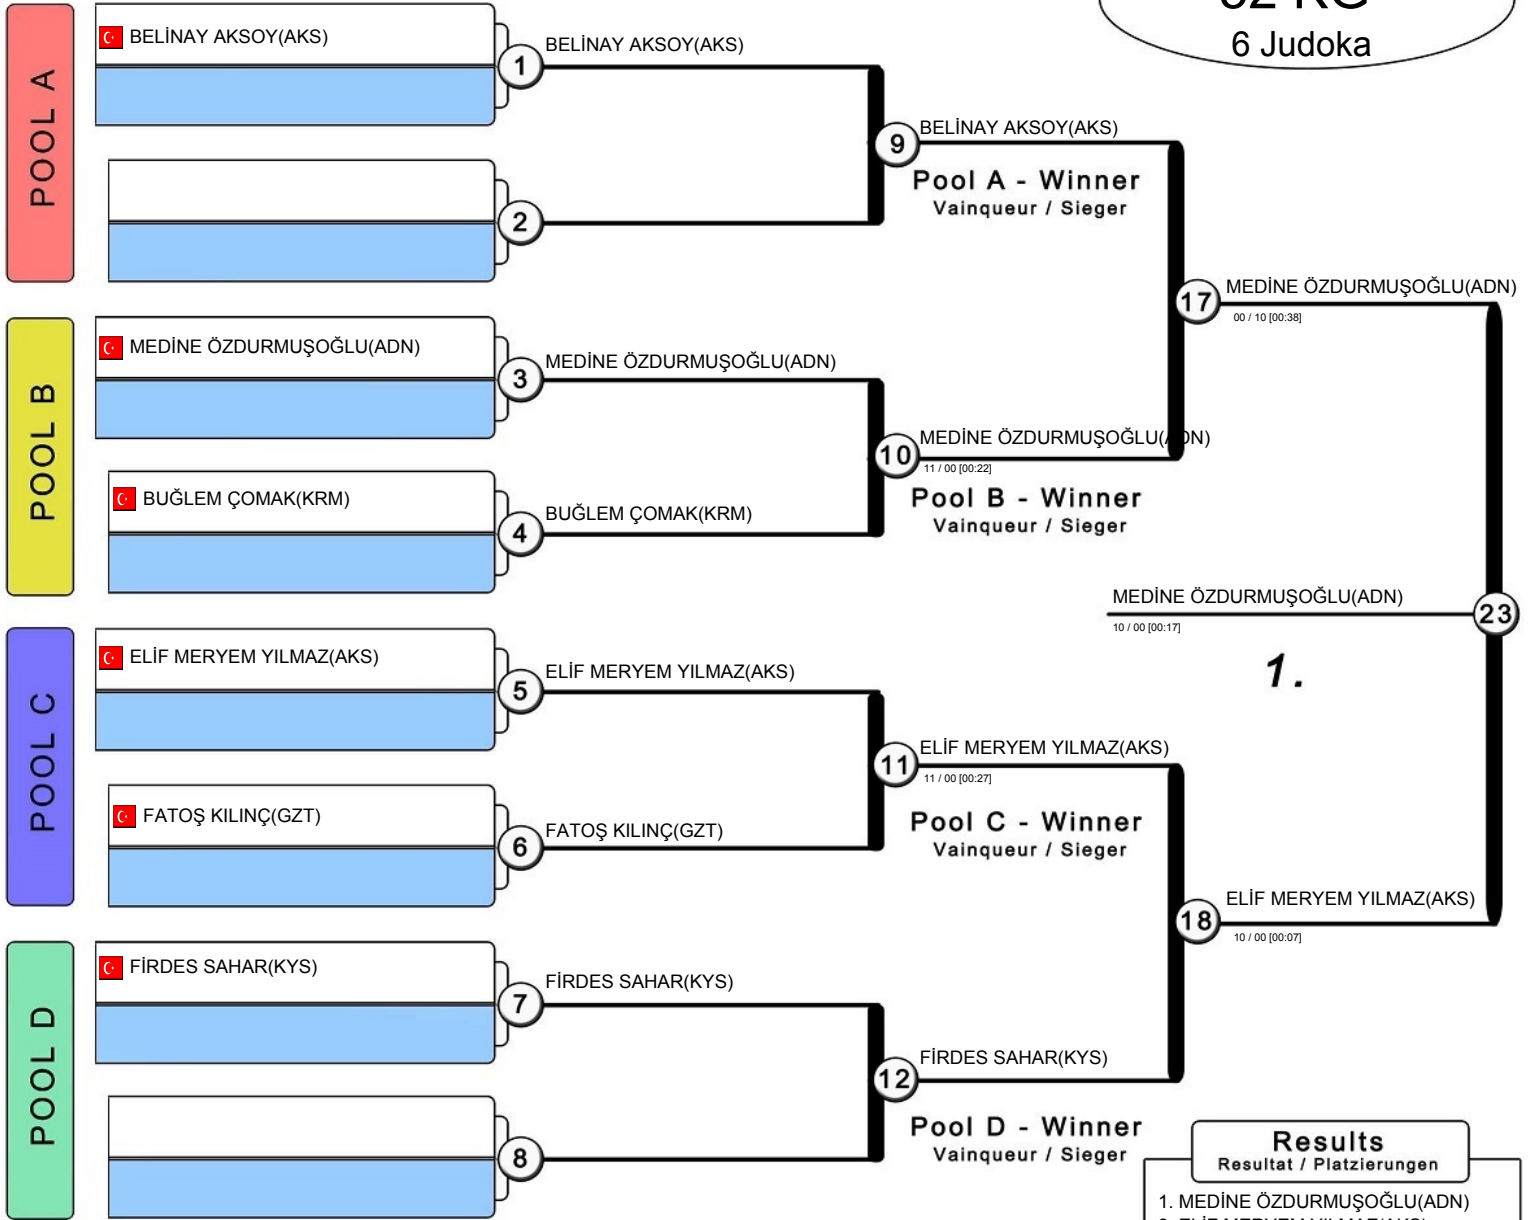 KG
6 Judoka
POOL A
BELİNAY AKSOY(AKS)
1
BELİNAY AKSOY(AKS)
2
9
BELİNAY AKSOY(AKS)
Pool A - Winner
Vainqueur / Sieger
POOL B
MEDİNE ÖZDURMUŞOĞLU(ADN)
3
MEDİNE ÖZDURMUŞOĞLU(ADN)
BUĞLEM ÇOMAK(KRM)
4
BUĞLEM ÇOMAK(KRM)
10
MEDİNE ÖZDURMUŞOĞLU(ADN)
11 / 00 [00:22]
Pool B - Winner
Vainqueur / Sieger
17
MEDİNE ÖZDURMUŞOĞLU(ADN)
00 / 10 [00:38]
POOL C
ELİF MERYEM YILMAZ(AKS)
5
ELİF MERYEM YILMAZ(AKS)
FATOŞ KILINÇ(GZT)
6
FATOŞ KILINÇ(GZT)
11
ELİF MERYEM YILMAZ(AKS)
11 / 00 [00:27]
Pool C - Winner
Vainqueur / Sieger
POOL D
FİRDES SAHAR(KYS)
7
FİRDES SAHAR(KYS)
8
12
FİRDES SAHAR(KYS)
Pool D - Winner
Vainqueur / Sieger
18
ELİF MERYEM YILMAZ(AKS)
10 / 00 [00:07]
MEDİNE ÖZDURMUŞOĞLU(ADN)
23
10 / 00 [00:17]
1.
Results
Resultat / Platzierungen
1. MEDİNE ÖZDURMUŞOĞLU(ADN)